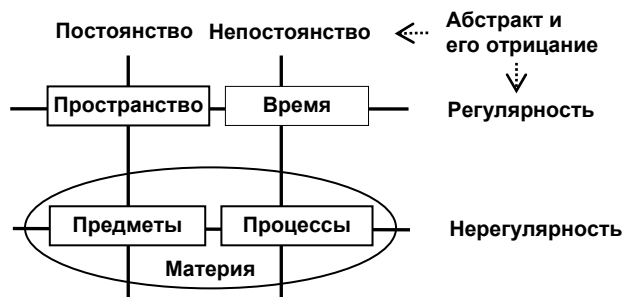 Постоянство Непостоянство
Абстракт и
его отрицание
Пространство Время Регулярность
Предметы Процессы Нерегулярность
Материя